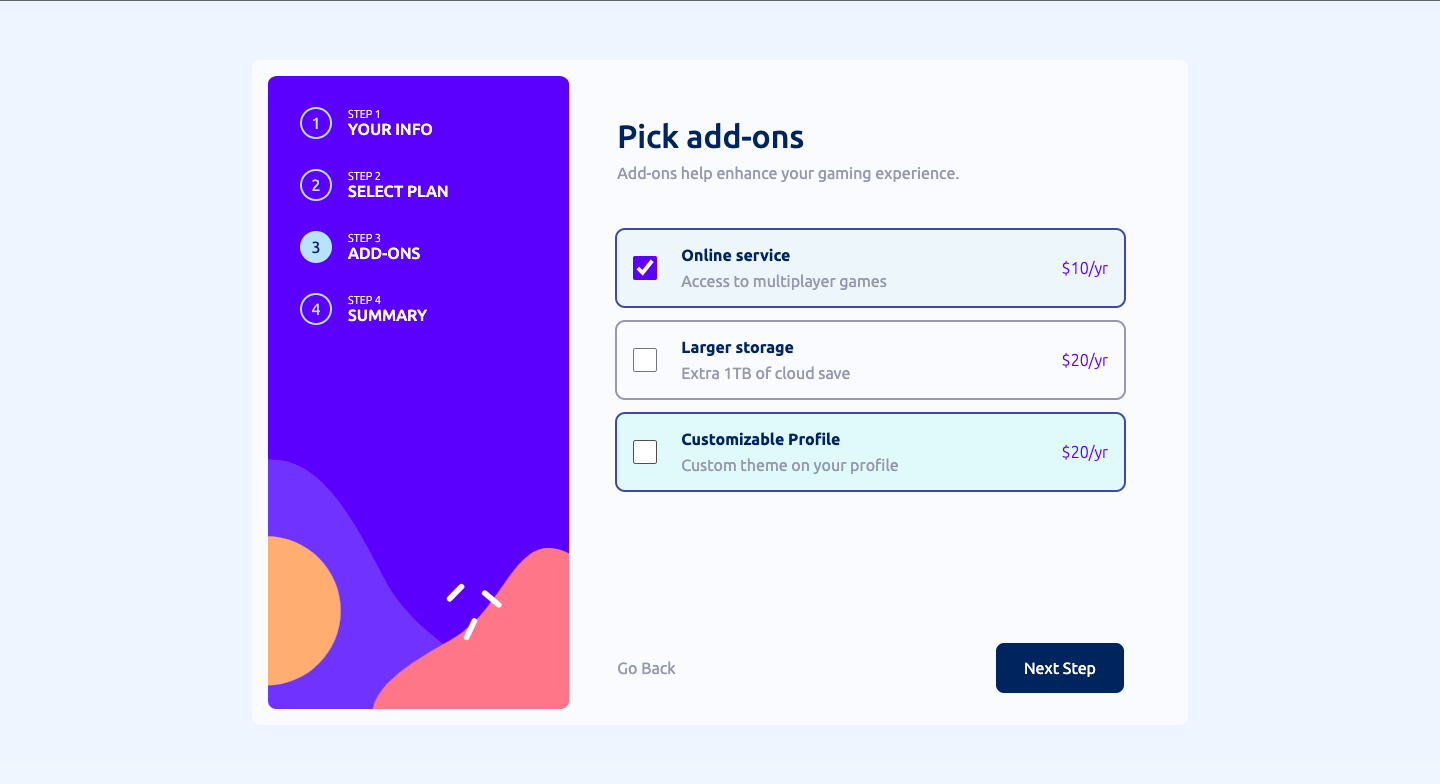 1
STEP 1
YOUR INFO
2
STEP 2
SELECT PLAN
3
STEP 3
ADD-ONS
4
STEP 4
SUMMARY
Pick add-ons
Add-ons help enhance your gaming experience.
Online service
Access to multiplayer games
$10/yr
Larger storage
Extra 1TB of cloud save
$20/yr
Customizable Profile
Custom theme on your profile
$20/yr
Go Back
Next Step